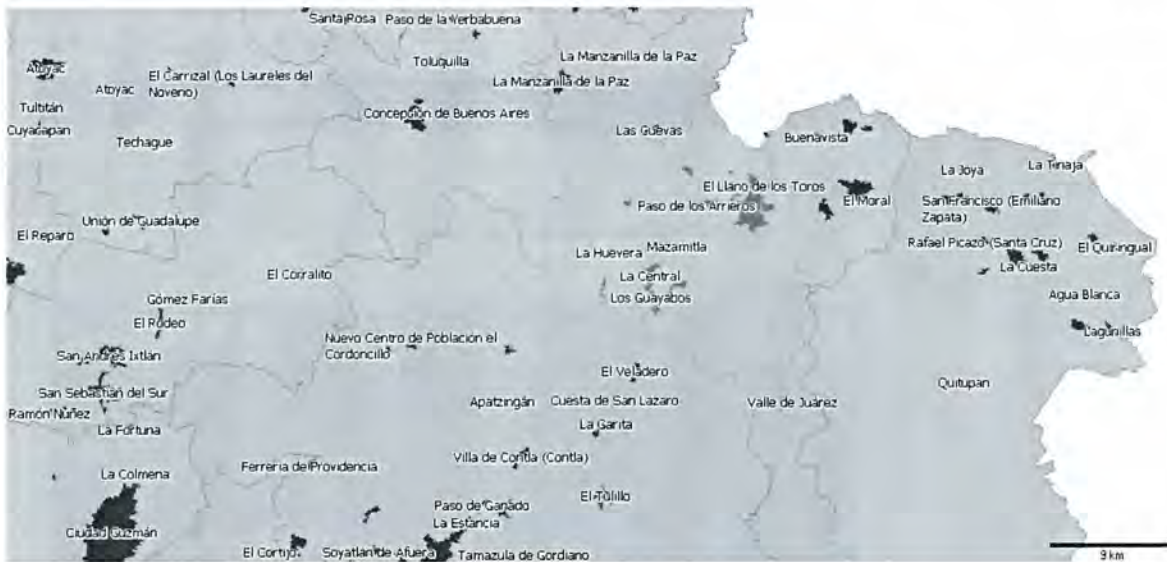 Santa Rosa
Paso de la Yerbabuena
Toluquilla
La Manzanilla de la Paz
La Manzanilla de la Paz
Atoyac
Atoyac
El Carrizal (Los Laureles del
Noveno)
Tultitán
Cuyacapan
Techague
Concepción de Buenos Aires
Las Guevas
Buenavista
La Joya
La Tinaja
El Llano de los Toros
Paso de los Arrieros
El Moral
San Francisco (Emiliano
Zapata)
Unión de Guadalupe
El Reparo
Rafael Picazo (Santa Cruz)
El Quiringual
La Cuesta
La Huevera
Mazamitla
La Central
Los Guayabos
El Corralito
Agua Blanca
Gómez Farías
El Rodeo
Lagunillas
Nuevo Centro de Población el
Cordoncillo
San Andrés Ixtlán
El Veladero
San Sebastián del Sur
Ramón Núñez
Apatzingán
Cuesta de San Lazaro
Valle de Juárez
Quitupan
La Fortuna
La Garita
La Colmena
Ferrería de Providencia
Villa de Contla (Contla)
El Tulillo
Paso de Ganado
La Estancia
Ciudad Guzmán
El Cortijo
Soyatlán de Afuera
Tamazula de Gordiano
9 km